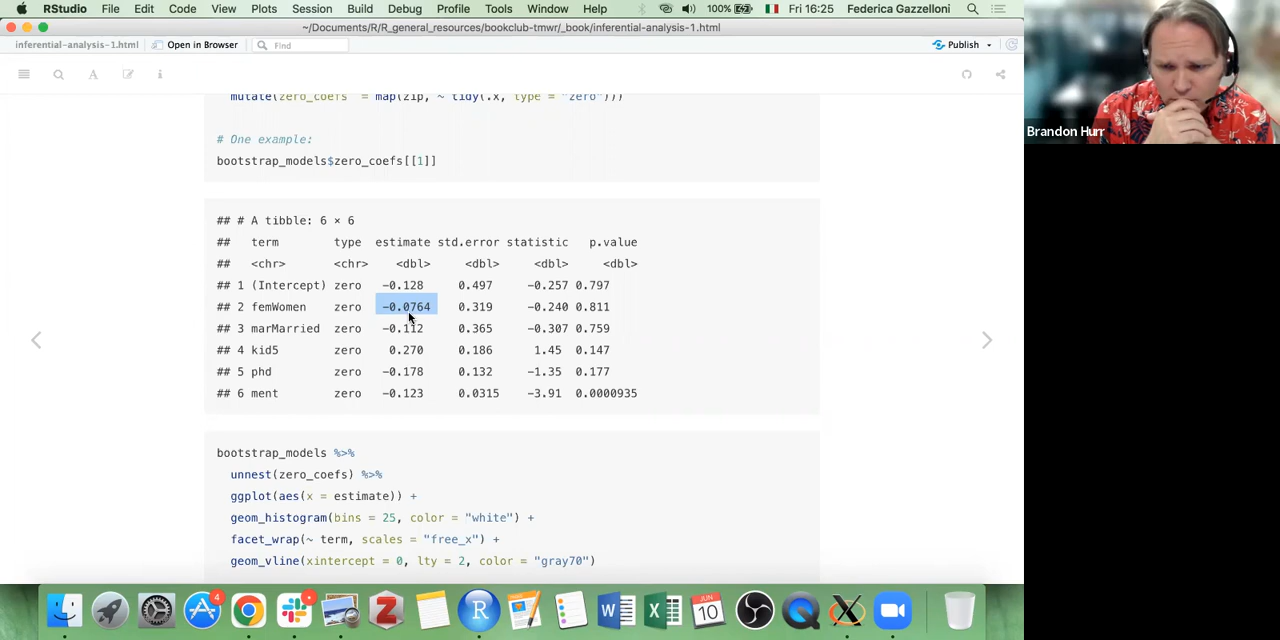 RStudio File Edit Code View Plots Session Build Debug Profile Tools Window Help 100% Fri 16:25 Federica Gazzelloni
~/Documents/R/R_general_resources/bookclub-tmwr/_book/inferential-analysis-1.html
inferential-analysis-1.html Open in Browser Find Publish
mutate(zero_coefs = map(zip, ~ tidy(.x, type = "zero")))
# One example:
bootstrap_models$zero_coefs[[1]]
## # A tibble: 6 × 6
## term type estimate std.error statistic p.value
## <chr> <chr> <dbl> <dbl> <dbl> <dbl>
## 1 (Intercept) zero -0.128 0.497 -0.257 0.797
## 2 femWomen zero -0.0764 0.319 -0.240 0.811
## 3 marMarried zero -0.112 0.365 -0.307 0.759
## 4 kid5 zero 0.270 0.186 1.45 0.147
## 5 phd zero -0.178 0.132 -1.35 0.177
## 6 ment zero -0.123 0.0315 -3.91 0.0000935
bootstrap_models %>%
unnest(zero_coefs) %>%
ggplot(aes(x = estimate)) +
geom_histogram(bins = 25, color = "white") +
facet_wrap(~ term, scales = "free_x") +
geom_vline(xintercept = 0, lty = 2, color = "gray70")
Brandon Hurr
4
JUN
10